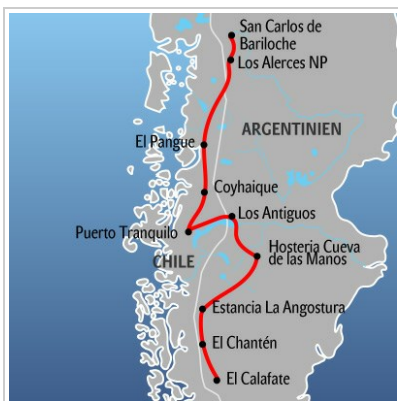 San Carlos de
Bariloche
Los Alerces NP
ARGENTINIEN
El Pangue
Coyhaique
Los Antiguos
Puerto Tranquilo
Hosteria Cueva
de las Manos
CHILE
Estancia La Angostura
El Chantén
El Calafate